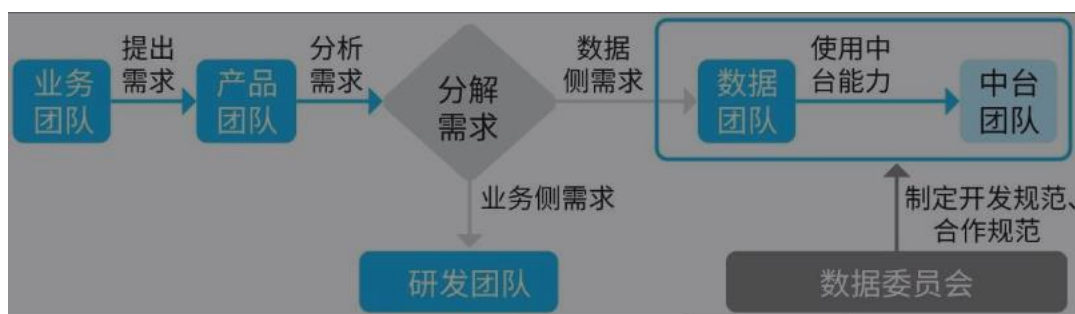 业务
团队
提出
需求
产品
团队
分析
需求
分解
需求
数据
侧需求
数据
团队
使用中
台能力
中台
团队
业务侧需求
研发团队
制定开发规范、
合作规范
数据委员会